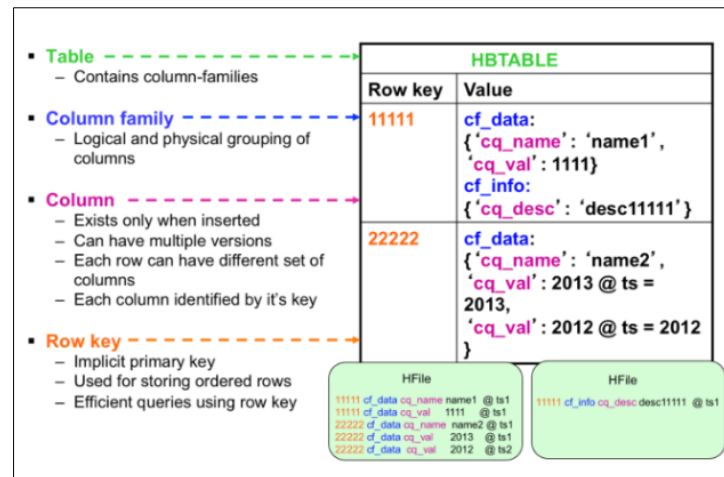 ▪ Table
– Contains column-families
▪ Column family
– Logical and physical grouping of
columns
▪ Column
– Exists only when inserted
– Can have multiple versions
– Each row can have different set of
columns
– Each column identified by it's key
▪ Row key
– Implicit primary key
– Used for storing ordered rows
– Efficient queries using row key
HBTABLE
Row key Value
11111 cf_data:
{'cq_name': 'name1',
'cq_val': 1111}
cf_info:
{'cq_desc': 'desc11111'}
22222 cf_data:
{'cq_name': 'name2',
'cq_val': 2013 @ ts =
2013,
'cq_val': 2012 @ ts = 2012
}
HFile
11111 cf_data cq_name name1 @ ts1
11111 cf_data cq_val 1111 @ ts1
22222 cf_data cq_name name2 @ ts1
22222 cf_data cq_val 2013 @ ts1
22222 cf_data cq_val 2012 @ ts2
HFile
11111 cf_info cq_desc desc11111 @ ts1